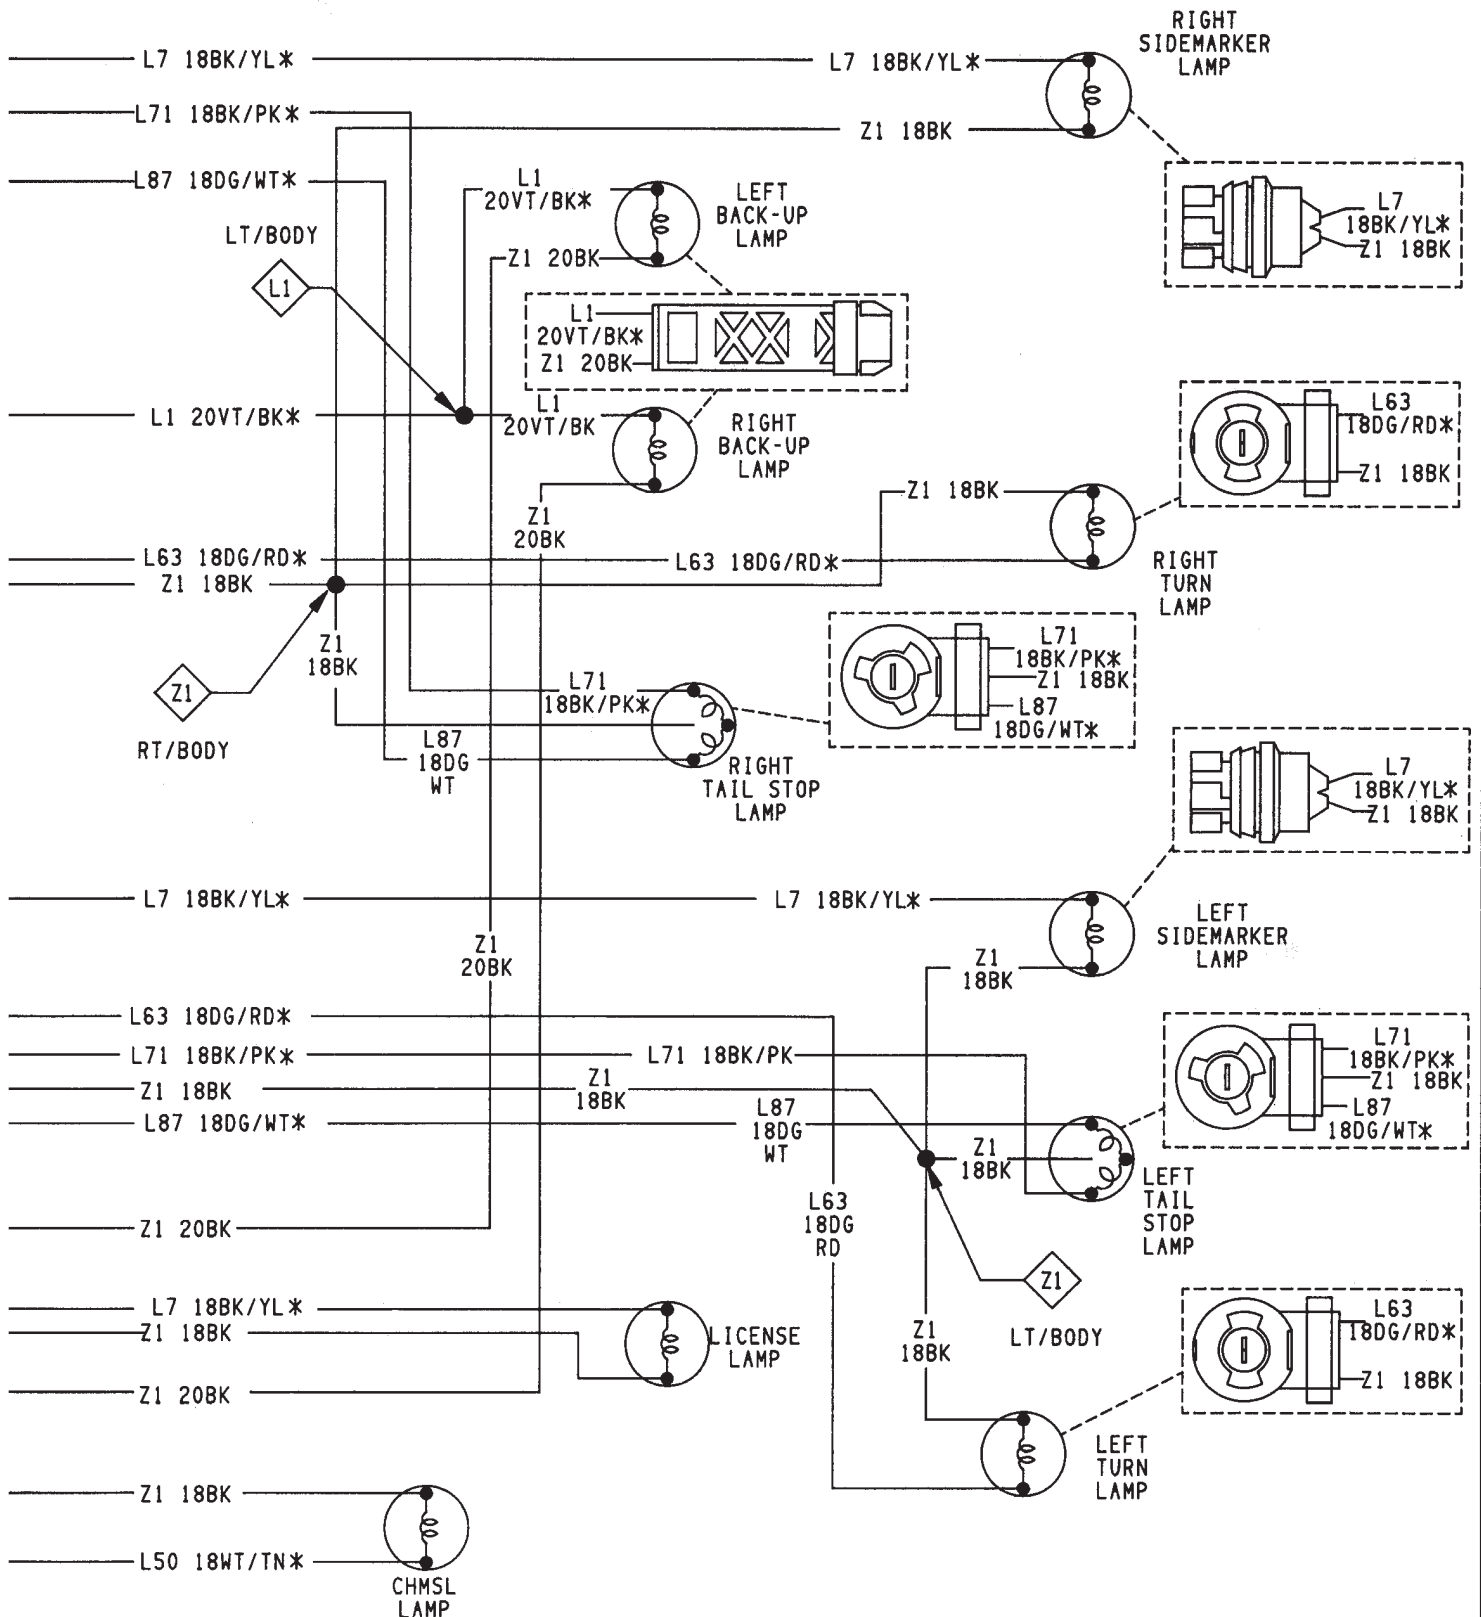 RIGHT
SIDEMARKER
LAMP
L7 18BK/YL*
L7 18BK/YL*
L71 18BK/PK*
Z1 18BK
L87 18DG/WT*
L1
20VT/BK*
LEFT
BACK-UP
LAMP
L7
18BK/YL*
Z1 18BK
LT/BODY
Z1 20BK
L1
L1
20VT/BK*
Z1 20BK
L1 20VT/BK*
L1
20VT/BK
RIGHT
BACK-UP
LAMP
L63
18DG/RD*
Z1 18BK
Z1 18BK
Z1
20BK
L63 18DG/RD*
L63 18DG/RD*
Z1 18BK
RIGHT
TURN
LAMP
Z1
18BK
Z1
RT/BODY
L71
18BK/PK*
L71
18BK/PK*
Z1 18BK
L87
18DG/WT*
L87
18DG
WT
RIGHT
TAIL STOP
LAMP
L7
18BK/YL*
Z1 18BK
L7 18BK/YL*
L7 18BK/YL*
LEFT
SIDEMARKER
LAMP
Z1
20BK
Z1
18BK
L63 18DG/RD*
L71 18BK/PK*
L71 18BK/PK
Z1 18BK
Z1
18BK
L87 18DG/WT*
L87
18DG
WT
L71
18BK/PK*
Z1 18BK
L87
18DG/WT*
Z1
18BK
LEFT
TAIL
STOP
LAMP
L63
18DG
RD
Z1 20BK
Z1
LT/BODY
L7 18BK/YL*
Z1 18BK
LICENSE
LAMP
Z1
18BK
L63
18DG/RD*
Z1 18BK
Z1 20BK
LEFT
TURN
LAMP
Z1 18BK
L50 18WT/TN*
CHMSL
LAMP